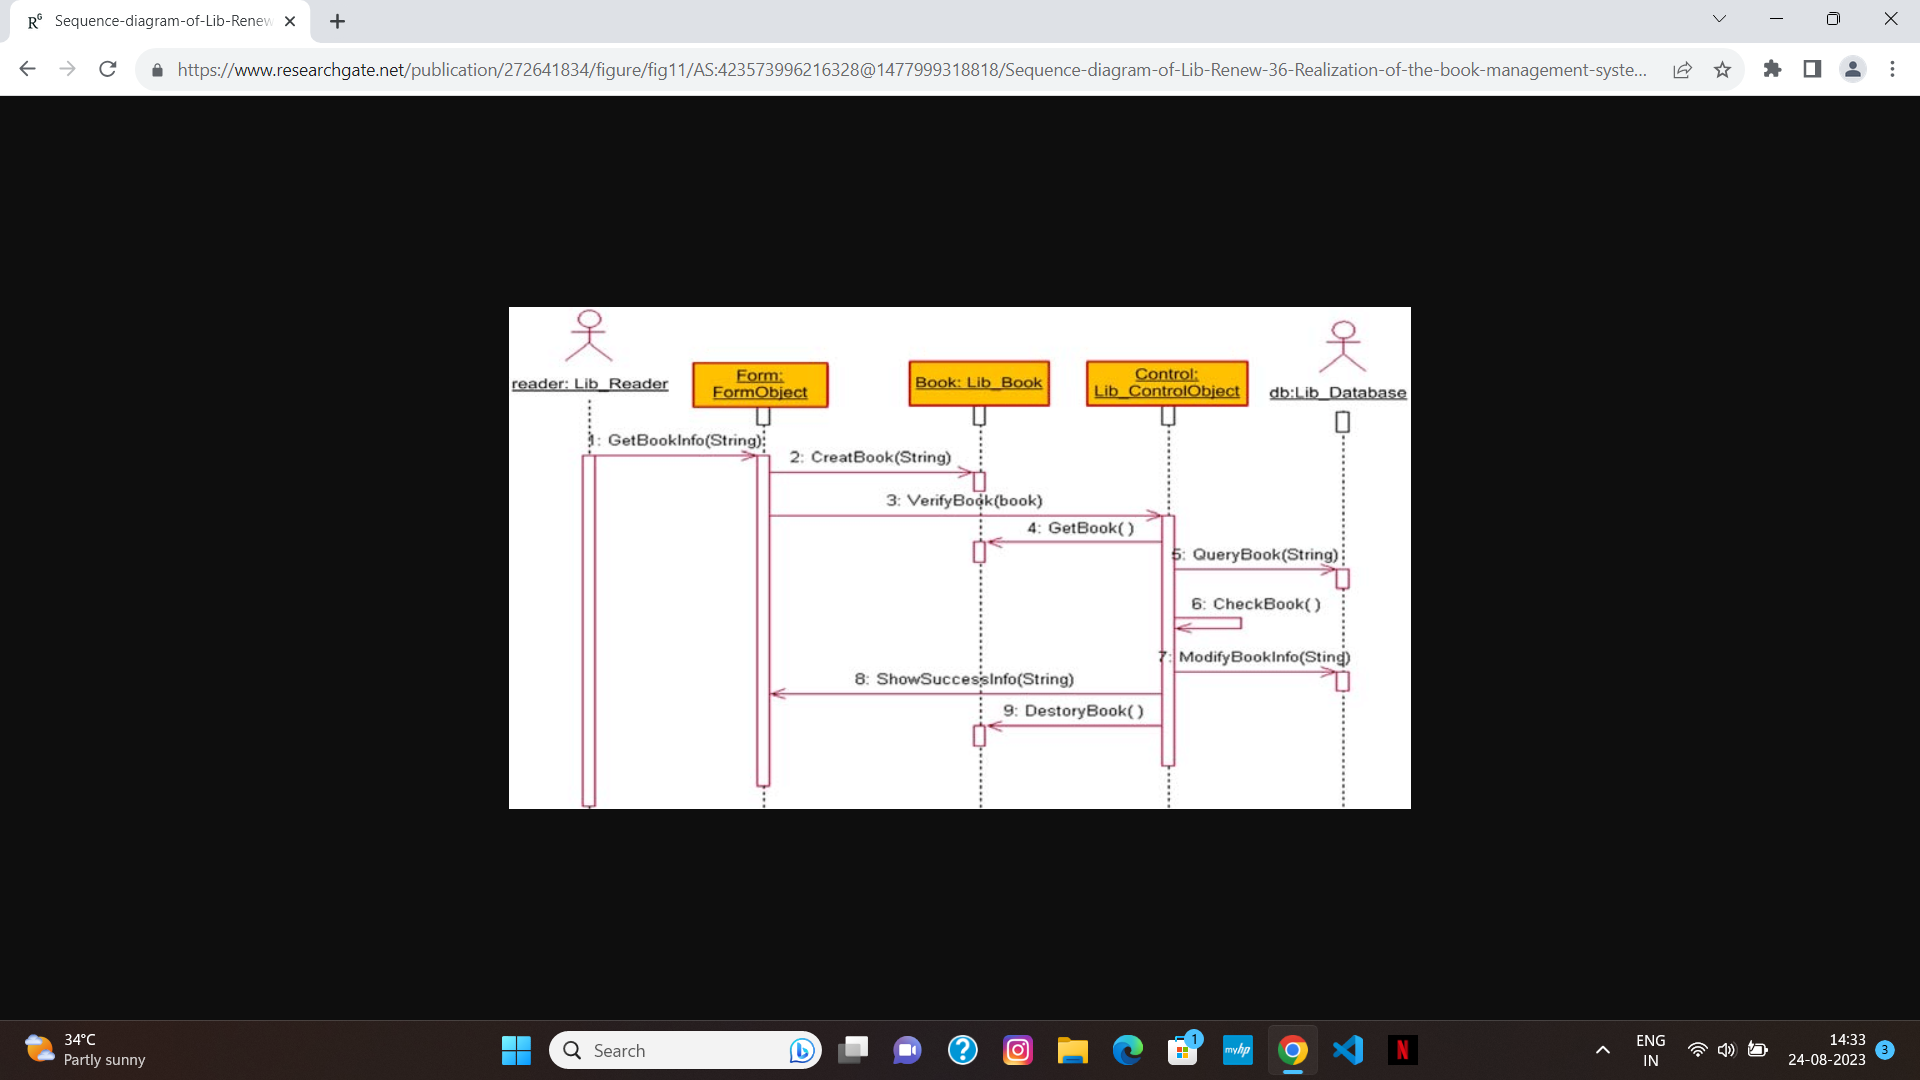 Sequence-diagram-of-Lib-Renew
https://www.researchgate.net/publication/272641834/figure/fig11/AS:423573996216328@1477999318818/Sequence-diagram-of-Lib-Renew-36-Realization-of-the-book-management-syste...
reader: Lib_Reader
Form:
FormObject
Book: Lib_Book
Control:
Lib_ControlObject
db:Lib_Database
1: GetBookInfo(String)
2: CreatBook(String)
3: VerifyBook(book)
4: GetBook( )
5: QueryBook(String)
6: CheckBook( )
7: ModifyBookInfo(Sting)
8: ShowSuccessInfo(String)
9: DestoryBook( )
34°C
Partly sunny
Search
1
myhp
N
ENG
IN
14:33
24-08-2023
3